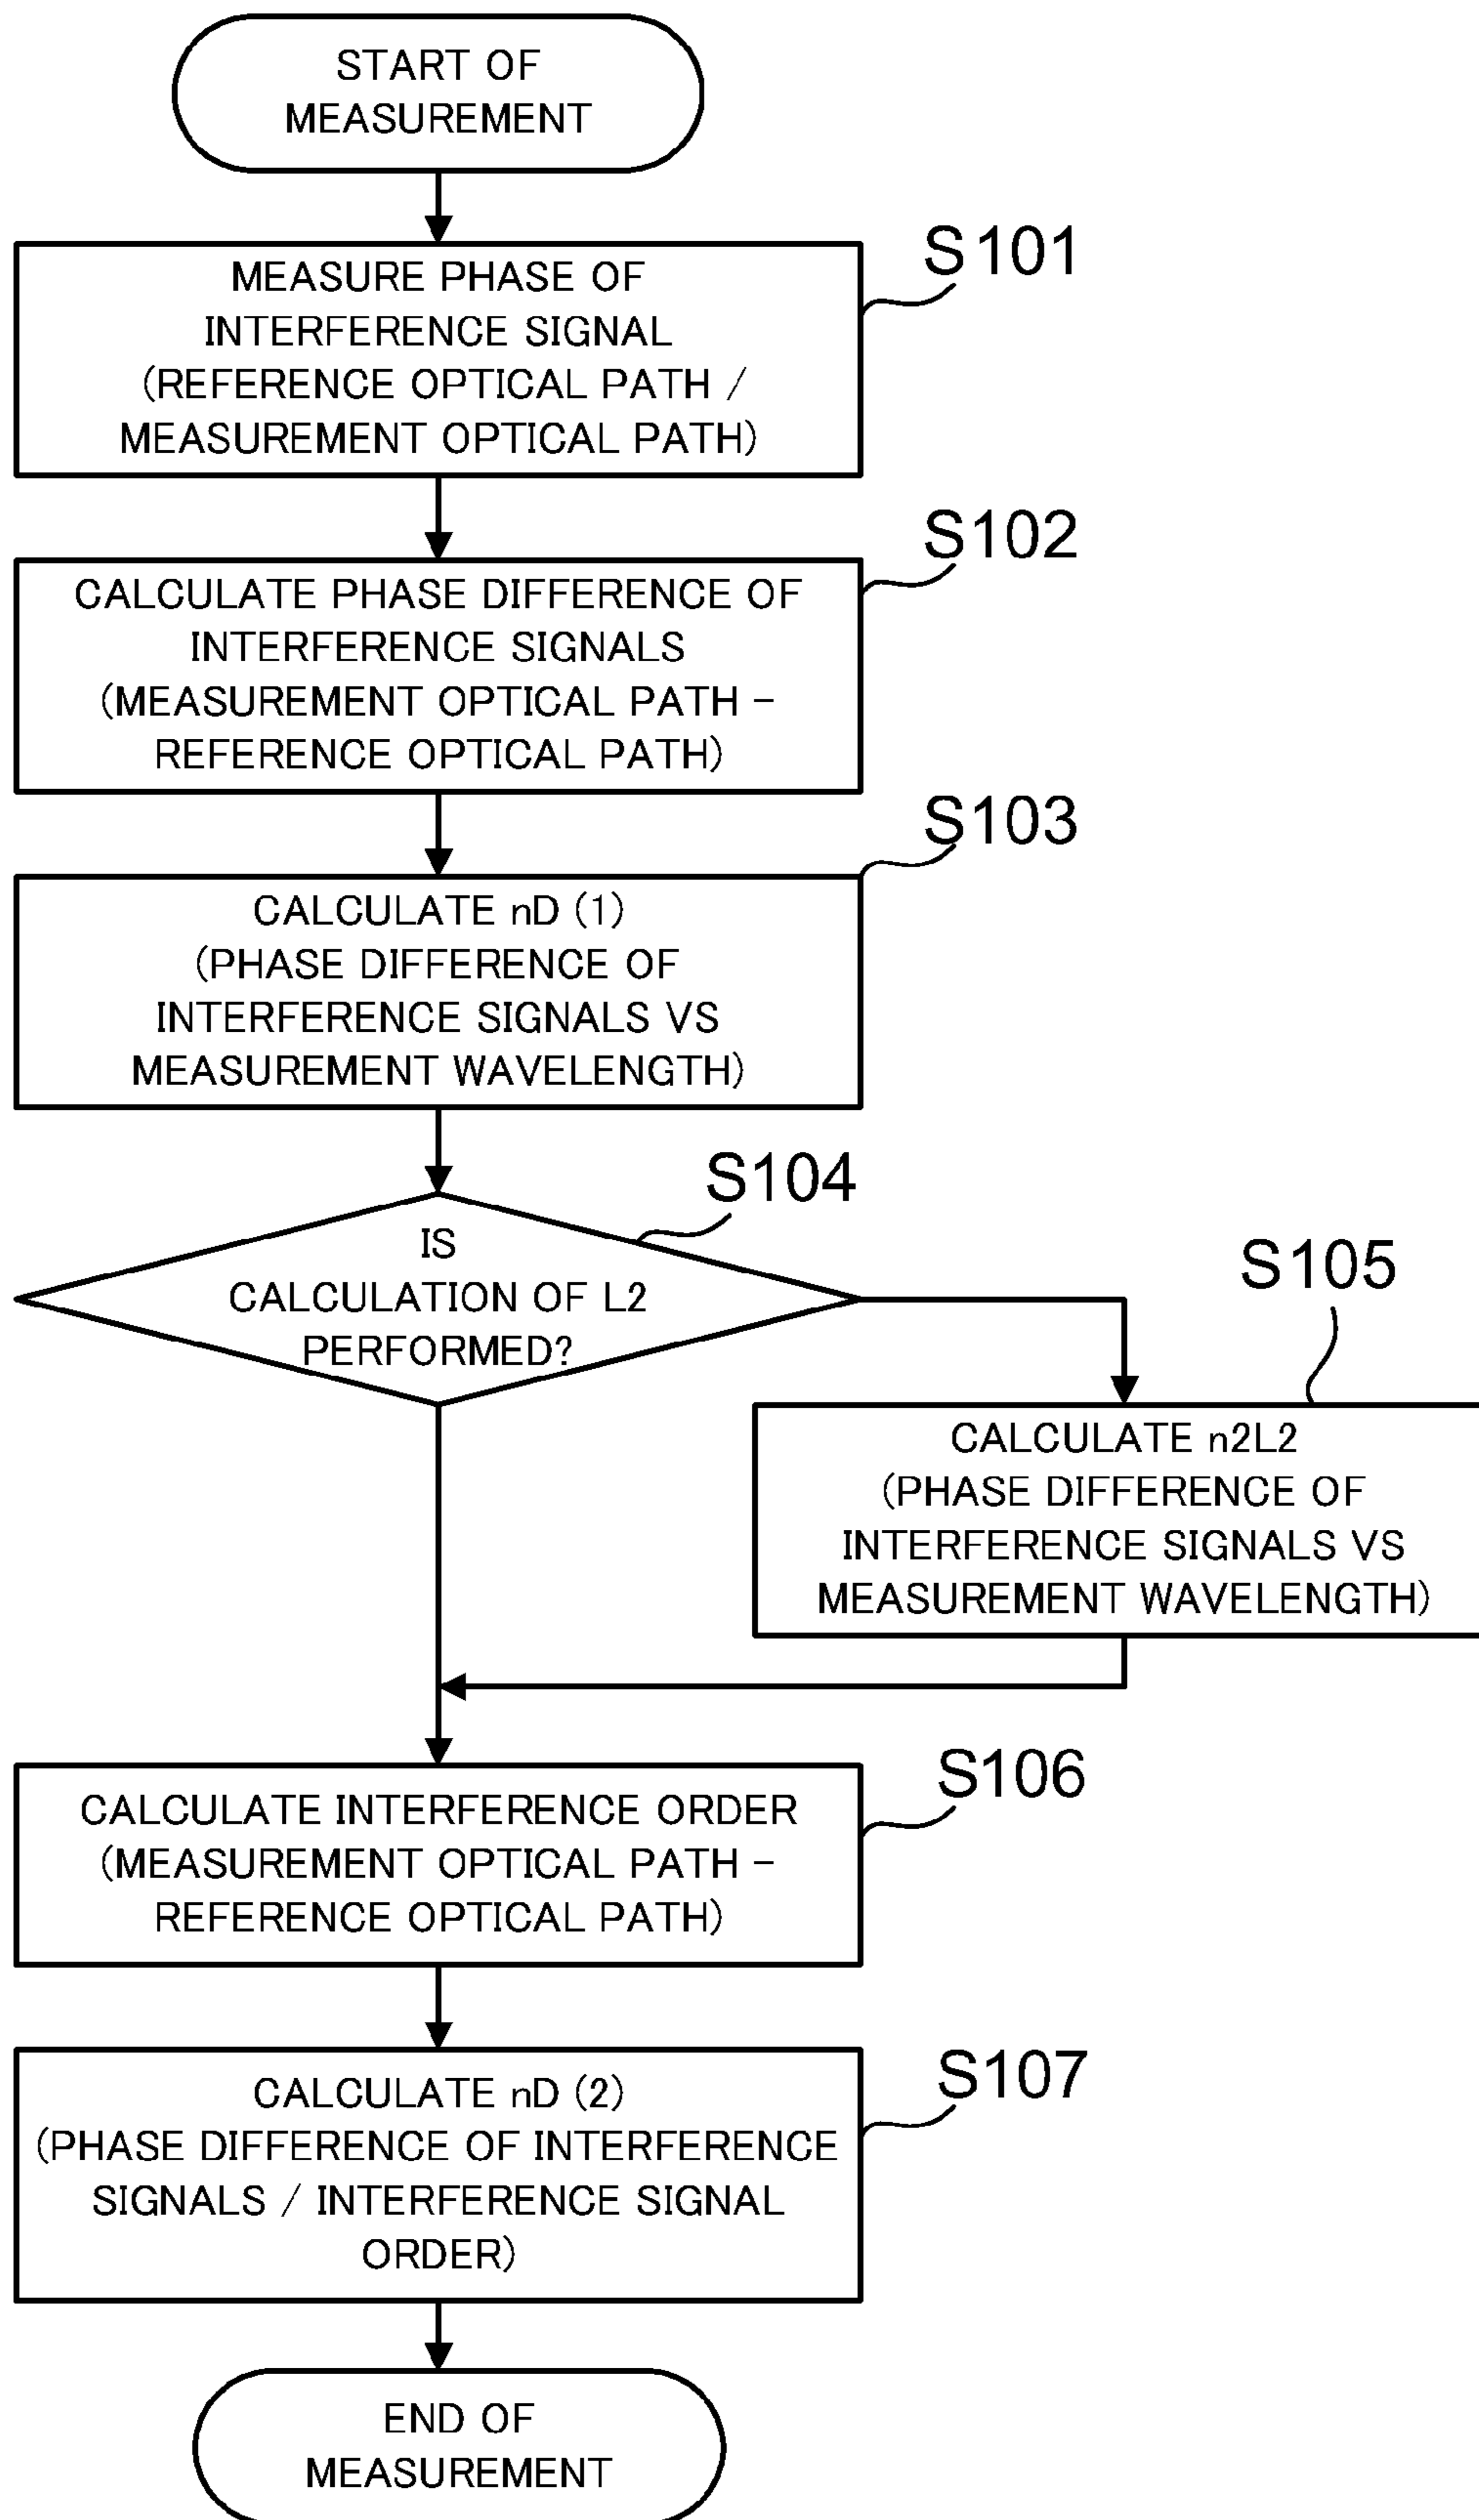 START OF
MEASUREMENT
S101
MEASURE PHASE OF
INTERFERENCE SIGNAL
(REFERENCE OPTICAL PATH /
MEASUREMENT OPTICAL PATH)
S102
CALCULATE PHASE DIFFERENCE OF
INTERFERENCE SIGNALS
(MEASUREMENT OPTICAL PATH –
REFERENCE OPTICAL PATH)
S103
CALCULATE nD (1)
(PHASE DIFFERENCE OF
INTERFERENCE SIGNALS VS
MEASUREMENT WAVELENGTH)
S104
IS
CALCULATION OF L2
PERFORMED?
S105
CALCULATE n2L2
(PHASE DIFFERENCE OF
INTERFERENCE SIGNALS VS
MEASUREMENT WAVELENGTH)
S106
CALCULATE INTERFERENCE ORDER
(MEASUREMENT OPTICAL PATH –
REFERENCE OPTICAL PATH)
S107
CALCULATE nD (2)
(PHASE DIFFERENCE OF INTERFERENCE
SIGNALS / INTERFERENCE SIGNAL
ORDER)
END OF
MEASUREMENT